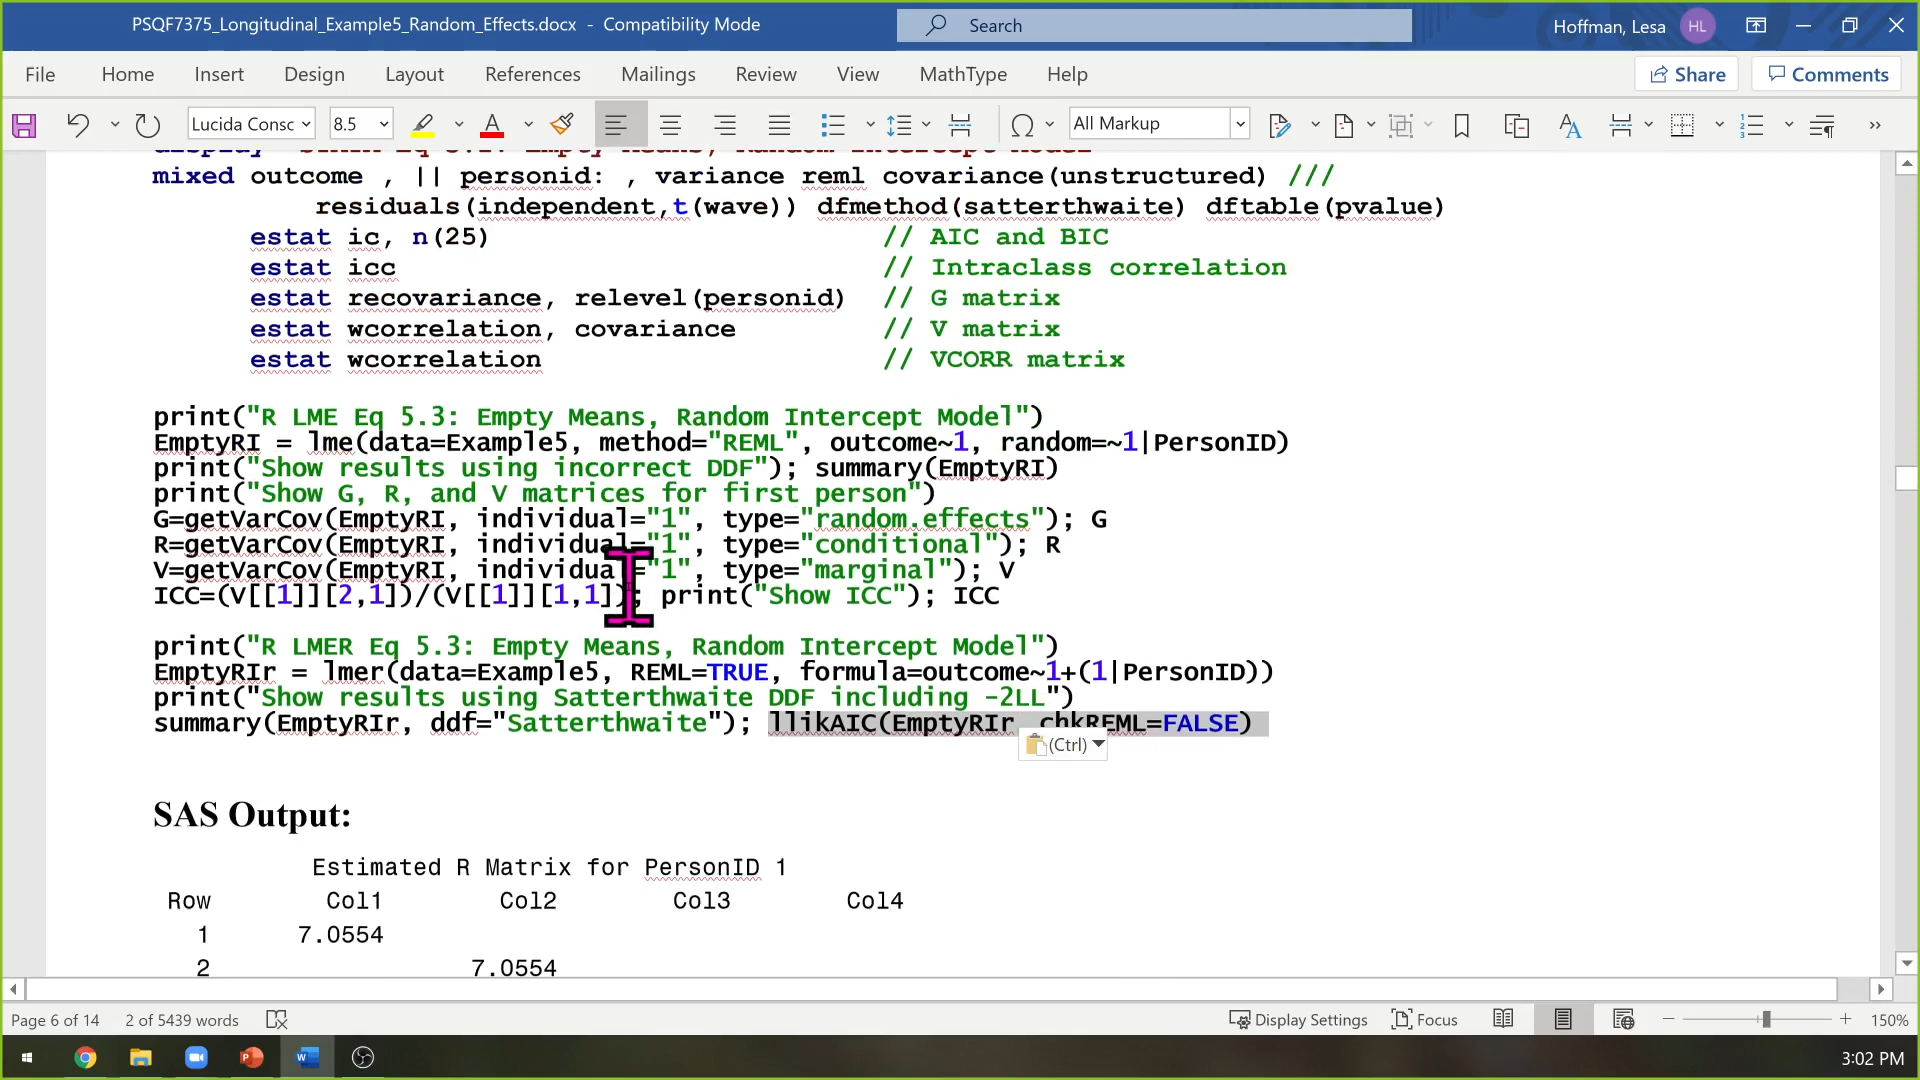 PSQF7375_Longitudinal_Example5_Random_Effects.docx - Compatibility Mode
Search
Hoffman, Lesa
HL
File Home Insert Design Layout References Mailings Review View MathType Help
Share
Comments
Lucida Consc
8.5
All Markup
mixed outcome , || personid: , variance reml covariance(unstructured) ///
residuals(independent,t(wave)) dfmethod(satterthwaite) dftable(pvalue)
estat ic, n(25) // AIC and BIC
estat icc // Intraclass correlation
estat recovariance, relevel(personid) // G matrix
estat wcorrelation, covariance // V matrix
estat wcorrelation // VCORR matrix
print("R LME Eq 5.3: Empty Means, Random Intercept Model")
EmptyRI = lme(data=Example5, method="REML", outcome~1, random=~1|PersonID)
print("Show results using incorrect DDF"); summary(EmptyRI)
print("Show G, R, and V matrices for first person")
G=getVarCov(EmptyRI, individual="1", type="random.effects"); G
R=getVarCov(EmptyRI, individual="1", type="conditional"); R
V=getVarCov(EmptyRI, individual="1", type="marginal"); V
ICC=(V[[1]][2,1])/(V[[1]][1,1]); print("Show ICC"); ICC
print("R LMER Eq 5.3: Empty Means, Random Intercept Model")
EmptyRIr = lmer(data=Example5, REML=TRUE, formula=outcome~1+(1|PersonID))
print("Show results using Satterthwaite DDF including -2LL")
summary(EmptyRIr, ddf="Satterthwaite"); llikAIC(EmptyRIr, chkREML=FALSE)
(Ctrl)
SAS Output:
Estimated R Matrix for PersonID 1
Row Col1 Col2 Col3 Col4
1 7.0554
2 7.0554
Page 6 of 14
2 of 5439 words
Display Settings
Focus
150%
3:02 PM